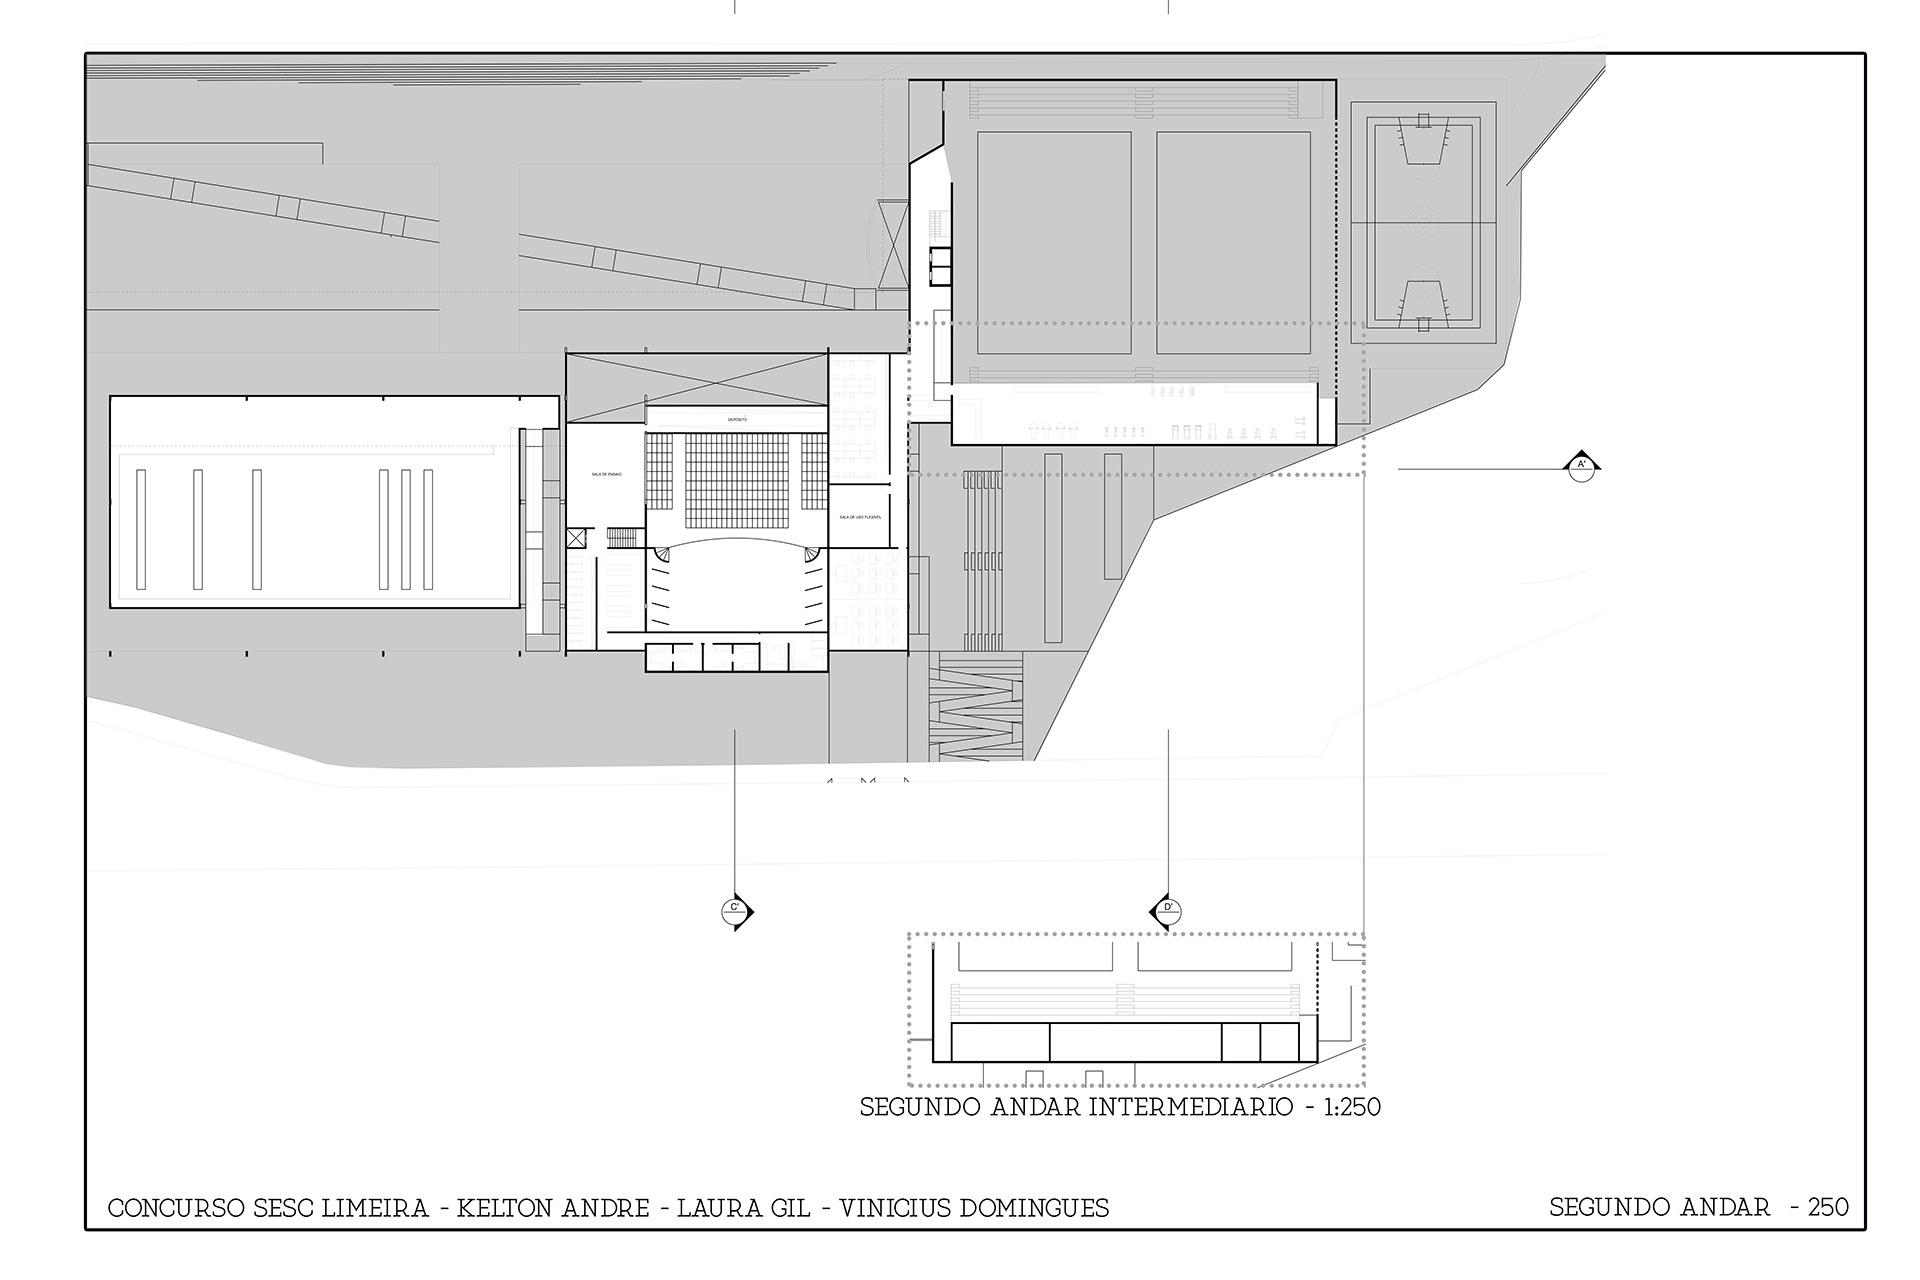 DEPÓSITO
SALA DE ENSAIO
SALA DE USO FLEXÍVEL
A'
C'
D'
SEGUNDO ANDAR INTERMEDIARIO - 1:250
CONCURSO SESC LIMEIRA - KELTON ANDRE - LAURA GIL - VINICIUS DOMINGUES
SEGUNDO ANDAR - 250